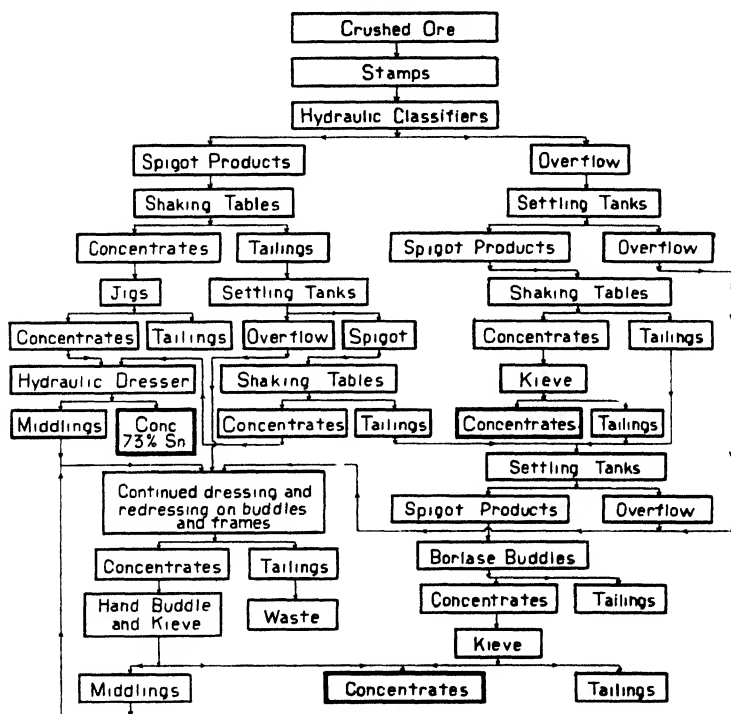 Crushed Ore
Stamps
Hydraulic Classifiers
Spigot Products
Overflow
Shaking Tables
Settling Tanks
Concentrates
Tailings
Spigot Products
Overflow
Jigs
Settling Tanks
Shaking Tables
Concentrates
Tailings
Overflow
Spigot
Concentrates
Tailings
Hydraulic Dresser
Shaking Tables
Kieve
Middlings
Conc
73% Sn
Concentrates
Tailings
Concentrates
Tailings
Settling Tanks
Continued dressing and
redressing on buddles
and frames
Spigot Products
Overflow
Borlase Buddles
Concentrates
Tailings
Concentrates
Tailings
Hand Buddle
and Kieve
Waste
Kieve
Middlings
Concentrates
Tailings